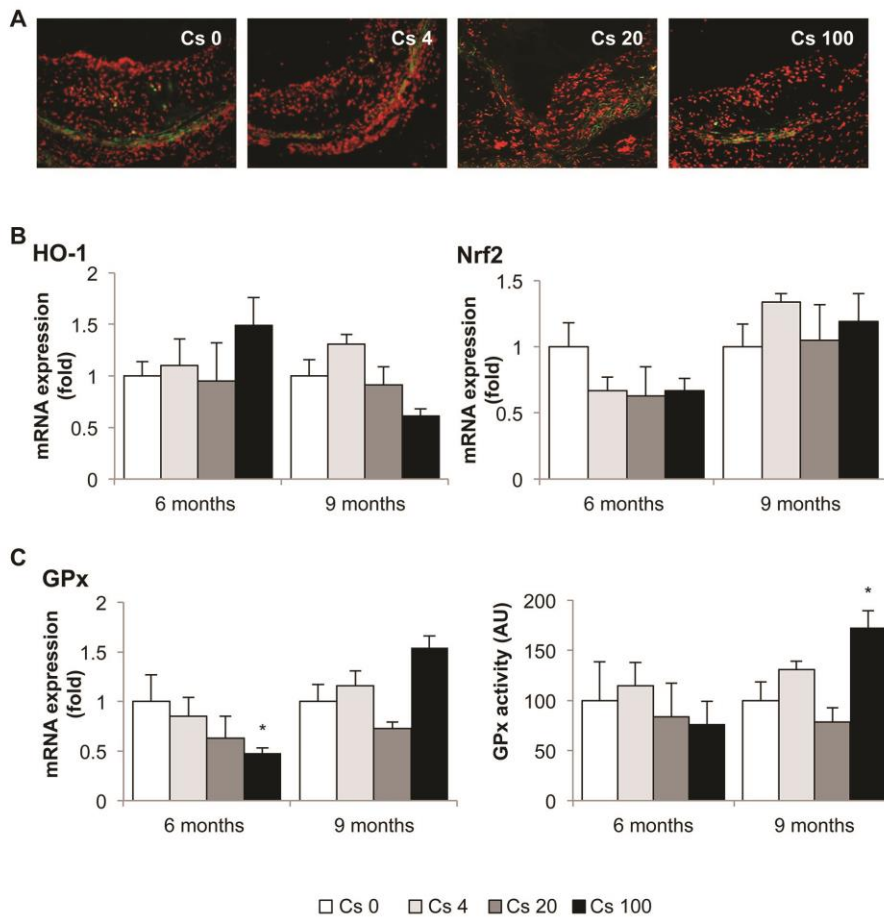 A
Cs 0
Cs 4
Cs 20
Cs 100
B
HO-1
mRNA expression
(fold)
2
1.5
1
0.5
0
6 months
9 months
Nrf2
mRNA expression
(fold)
1.5
1
0.5
0
6 months
9 months
C
GPx
mRNA expression
(fold)
2
1.5
1
0.5
0
*
6 months
9 months
GPx activity (AU)
200
150
100
50
0
*
6 months
9 months
Cs 0 Cs 4 Cs 20 Cs 100